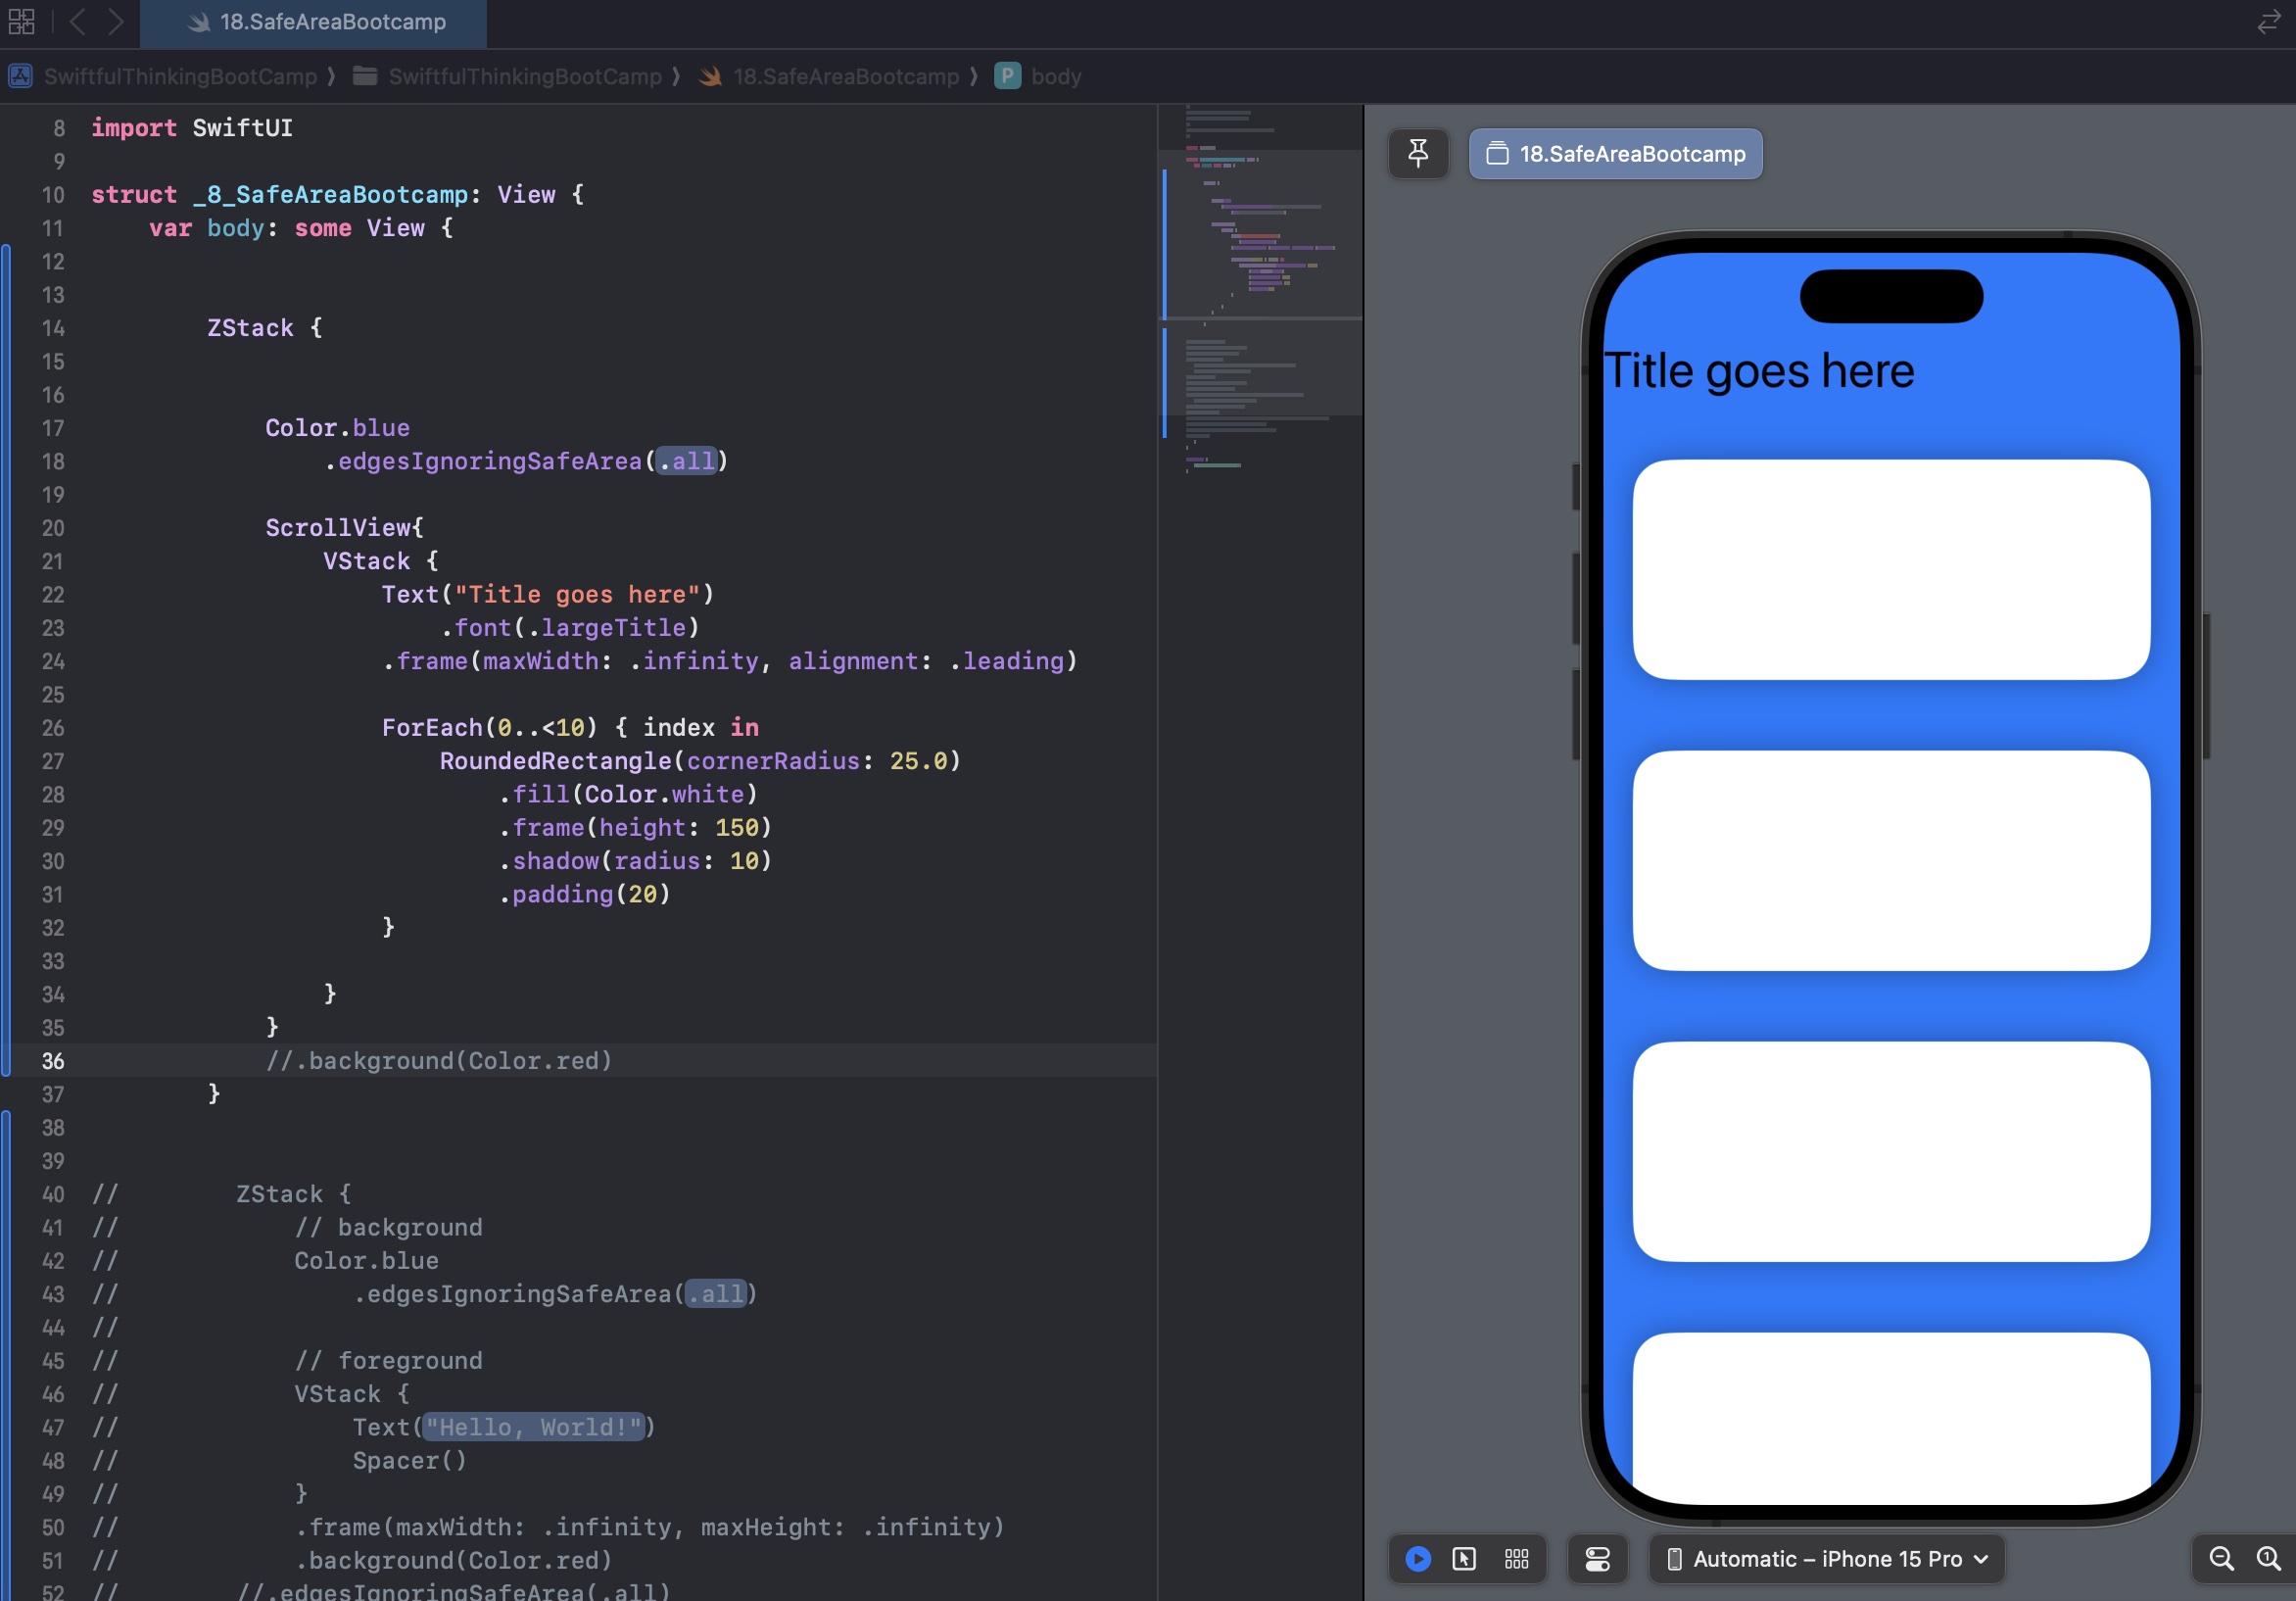 18.SafeAreaBootcamp
SwiftfulThinkingBootCamp ⟩ SwiftfulThinkingBootCamp ⟩ 18.SafeAreaBootcamp ⟩ P body
8 import SwiftUI
9
10 struct _8_SafeAreaBootcamp: View {
11     var body: some View {
12
13
14         ZStack {
15
16
17             Color.blue
18                 .edgesIgnoringSafeArea(.all)
19
20             ScrollView{
21                 VStack {
22                     Text("Title goes here")
23                         .font(.largeTitle)
24                     .frame(maxWidth: .infinity, alignment: .leading)
25
26                     ForEach(0..<10) { index in
27                         RoundedRectangle(cornerRadius: 25.0)
28                             .fill(Color.white)
29                             .frame(height: 150)
30                             .shadow(radius: 10)
31                             .padding(20)
32                     }
33
34                 }
35             }
36             //.background(Color.red)
37         }
38
39
40 //        ZStack {
41 //            // background
42 //            Color.blue
43 //                .edgesIgnoringSafeArea(.all)
44 //
45 //            // foreground
46 //            VStack {
47 //                Text("Hello, World!")
48 //                Spacer()
49 //            }
50 //            .frame(maxWidth: .infinity, maxHeight: .infinity)
51 //            .background(Color.red)
52 //        //.edgesIgnoringSafeArea(.all)
18.SafeAreaBootcamp
Title goes here
Automatic – iPhone 15 Pro